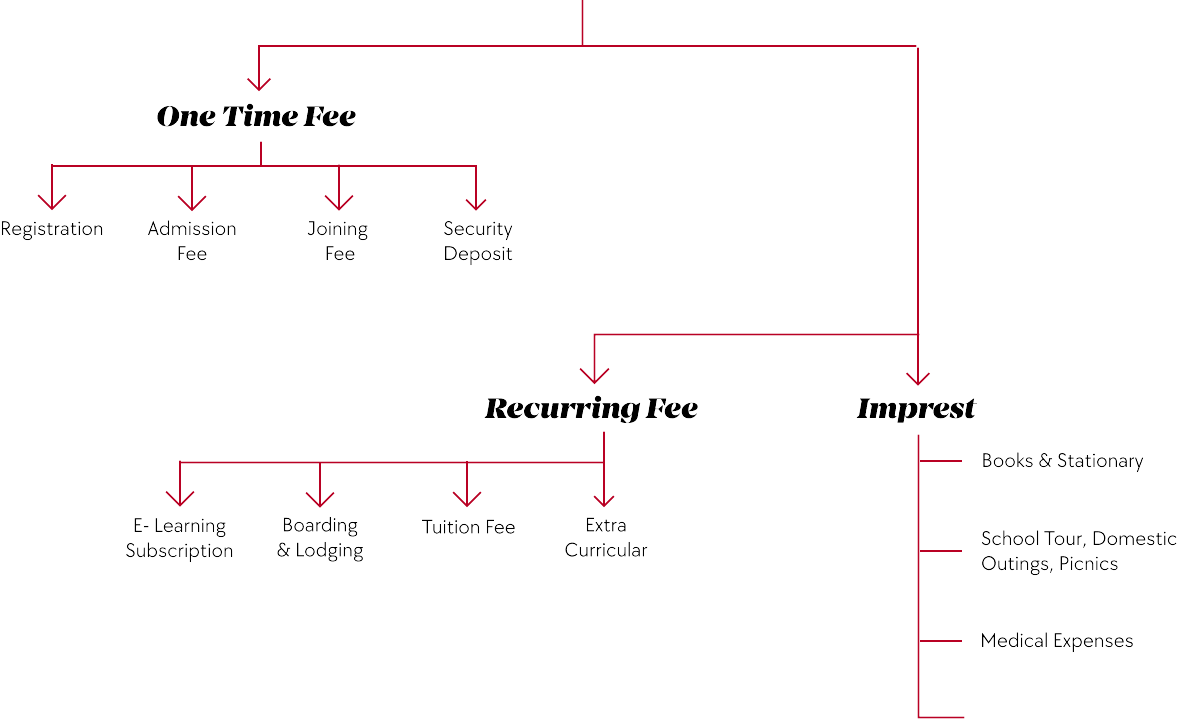 One Time Fee
Registration
Admission
Fee
Joining
Fee
Security
Deposit
Recurring Fee
E- Learning
Subscription
Boarding
& Lodging
Tuition Fee
Extra
Curricular
Imprest
Books & Stationary
School Tour, Domestic
Outings, Picnics
Medical Expenses